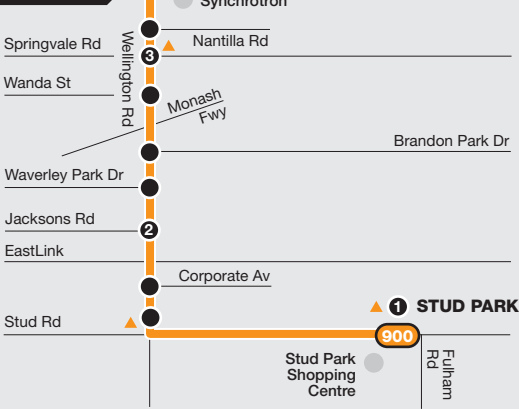 Synchrotron
Nantilla Rd
Springvale Rd
3
Wellington Rd
Wanda St
Monash
Fwy
Brandon Park Dr
Waverley Park Dr
Jacksons Rd
2
EastLink
Corporate Av
1 STUD PARK
Stud Rd
900
Stud Park
Shopping
Centre
Fulham
Rd